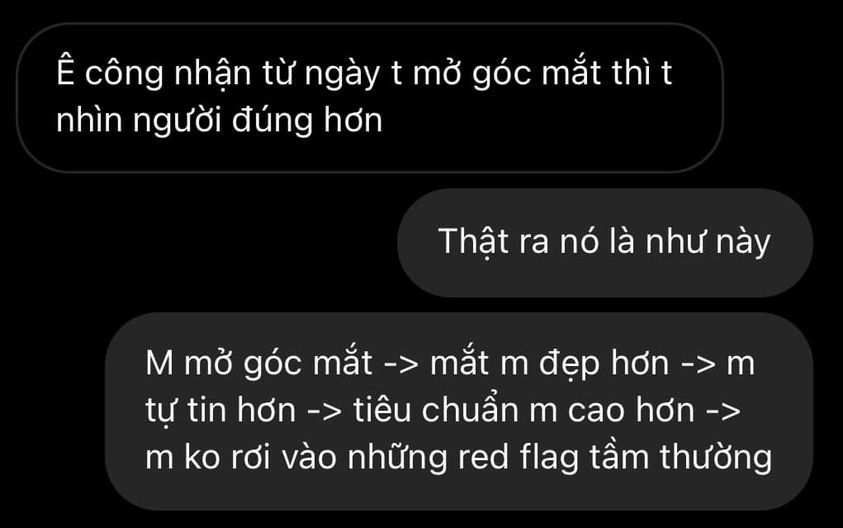 Ê công nhận từ ngày t mở góc mắt thì t
nhìn người đúng hơn
Thật ra nó là như này
M mở góc mắt -> mắt m đẹp hơn -> m
tự tin hơn -> tiêu chuẩn m cao hơn ->
m ko rơi vào những red flag tầm thường